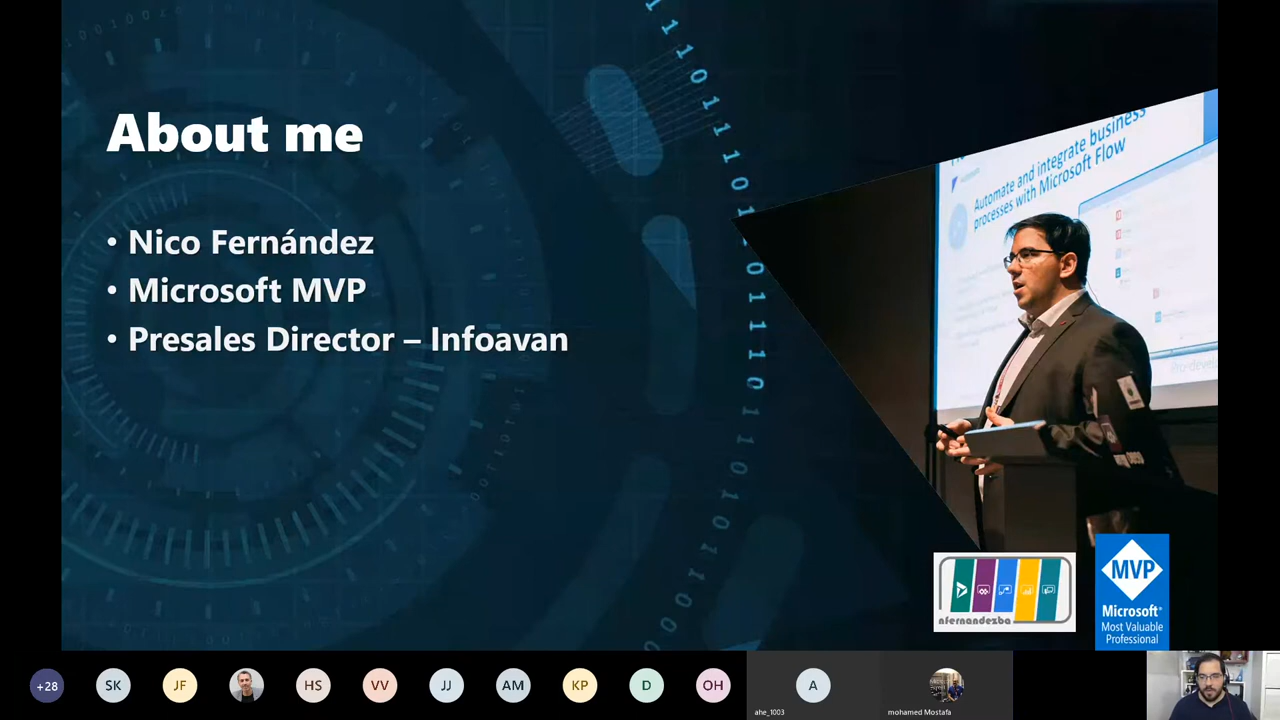 About me
• Nico Fernández
• Microsoft MVP
• Presales Director – Infoavan
Automate and integrate business
processes with Microsoft Flow
nfernandezba
MVP
Microsoft®
Most Valuable
Professional
+28
SK
JF
HS
VV
JJ
AM
KP
D
OH
A
ahe_1003
mohamed Mostafa